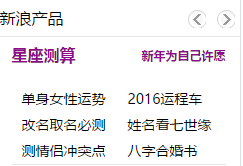 新浪产品
星座测算 新年为自己许愿
单身女性运势 2016运程车
改名取名必测 姓名看七世缘
测情侣冲突点 八字合婚书